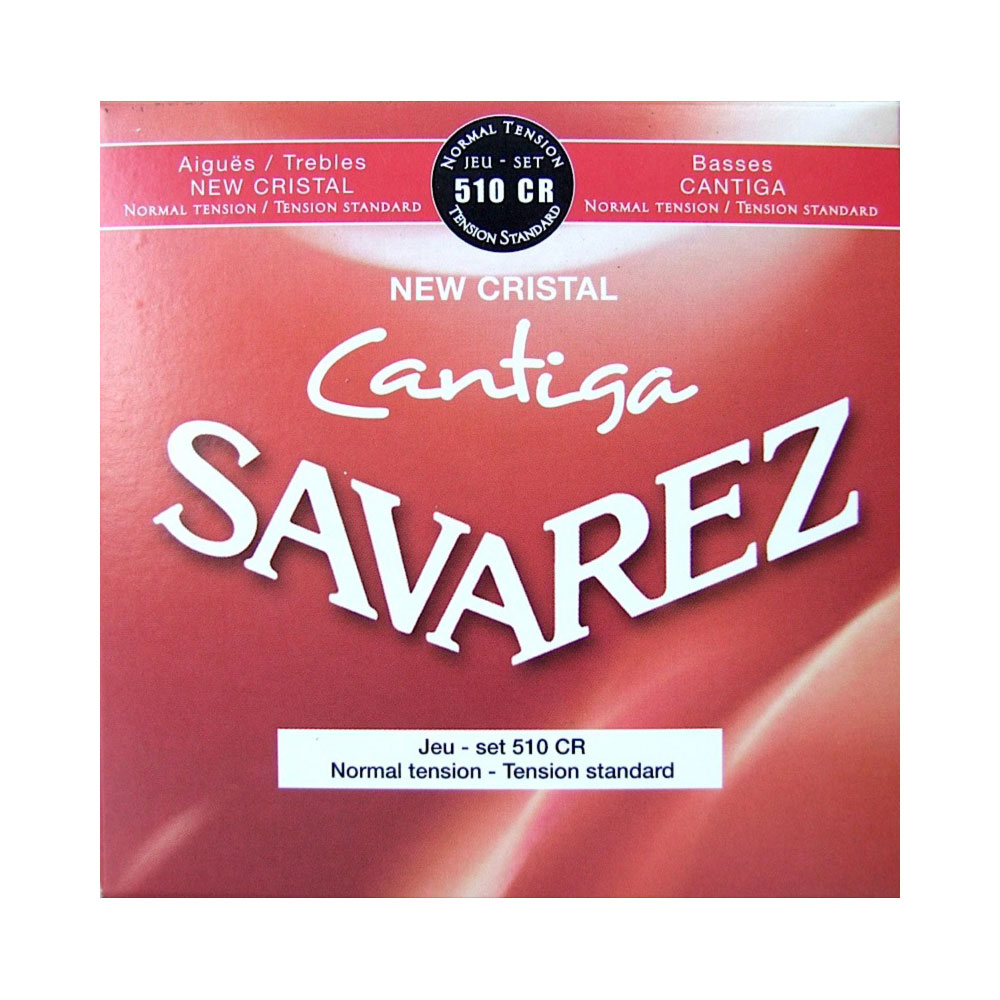 Aiguës / Trebles
NEW CRISTAL
NORMAL TENSION / TENSION STANDARD
NORMAL TENSION
JEU - SET
510 CR
TENSION STANDARD
Basses
CANTIGA
NORMAL TENSION / TENSION STANDARD
NEW CRISTAL
Cantiga
SAVAREZ
Jeu - set 510 CR
Normal tension - Tension standard